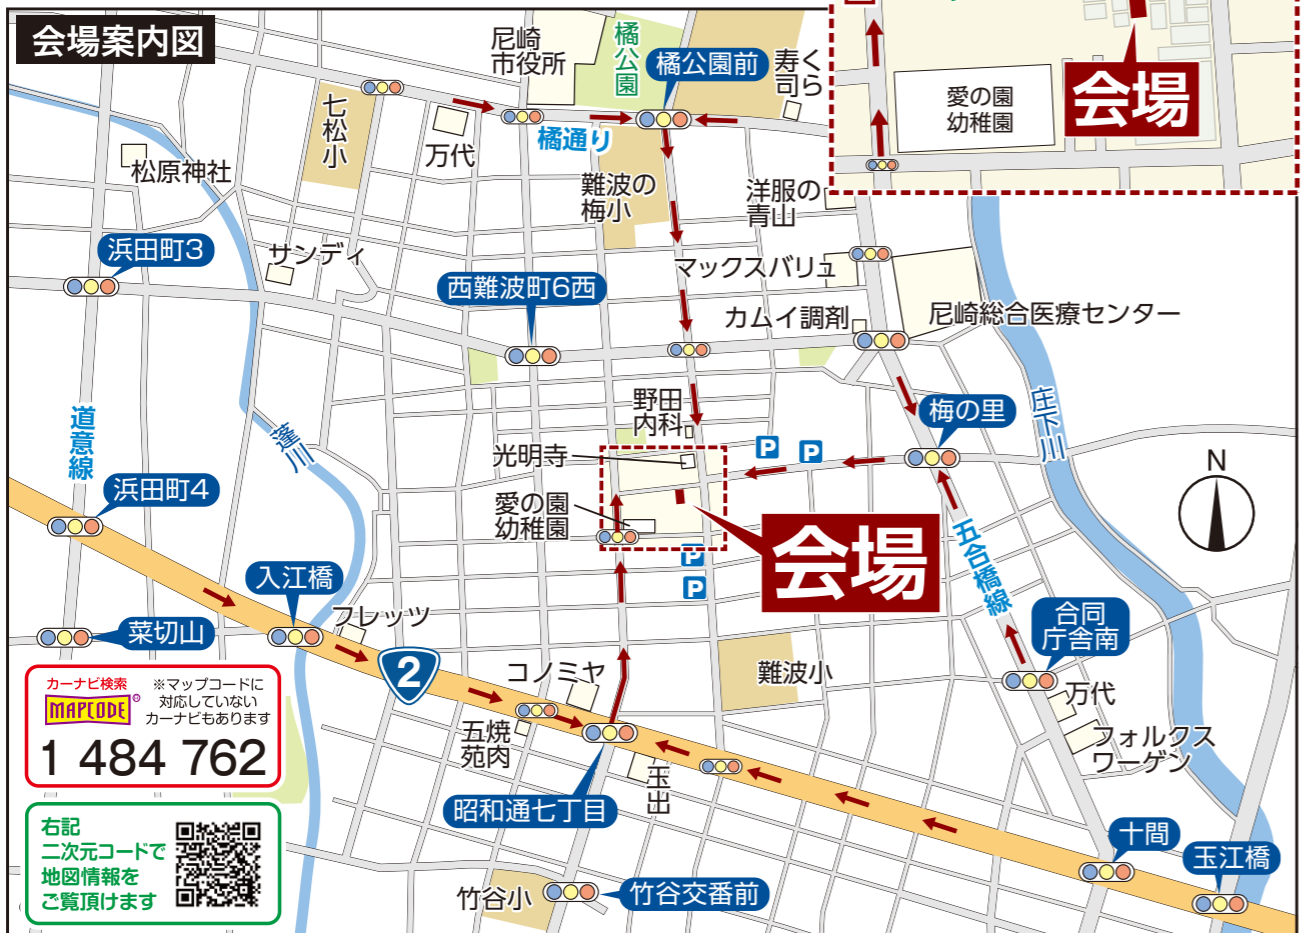 会場案内図
尼崎
市役所
橘公園
橘公園前
くら
寿司
愛の園
幼稚園
会場
七松小
万代
橘通り
松原神社
難波の
梅小
洋服の
青山
浜田町3
サンディ
マックスバリュ
西難波町6西
カムイ調剤
尼崎総合医療センター
道意線
蓬川
野田
内科
梅の里
庄下川
N
光明寺
P
P
浜田町4
愛の園
幼稚園
会場
五合橋線
P
P
入江橋
フレッツ
菜切山
合同
庁舎南
2
コノミヤ
難波小
万代
カーナビ検索
MAPCODE®
※マップコードに
対応していない
カーナビもあります
1 484 762
五苑
焼肉
フォルクス
ワーゲン
玉出
昭和通七丁目
右記
二次元コードで
地図情報を
ご覧頂けます
十間
玉江橋
竹谷小
竹谷交番前